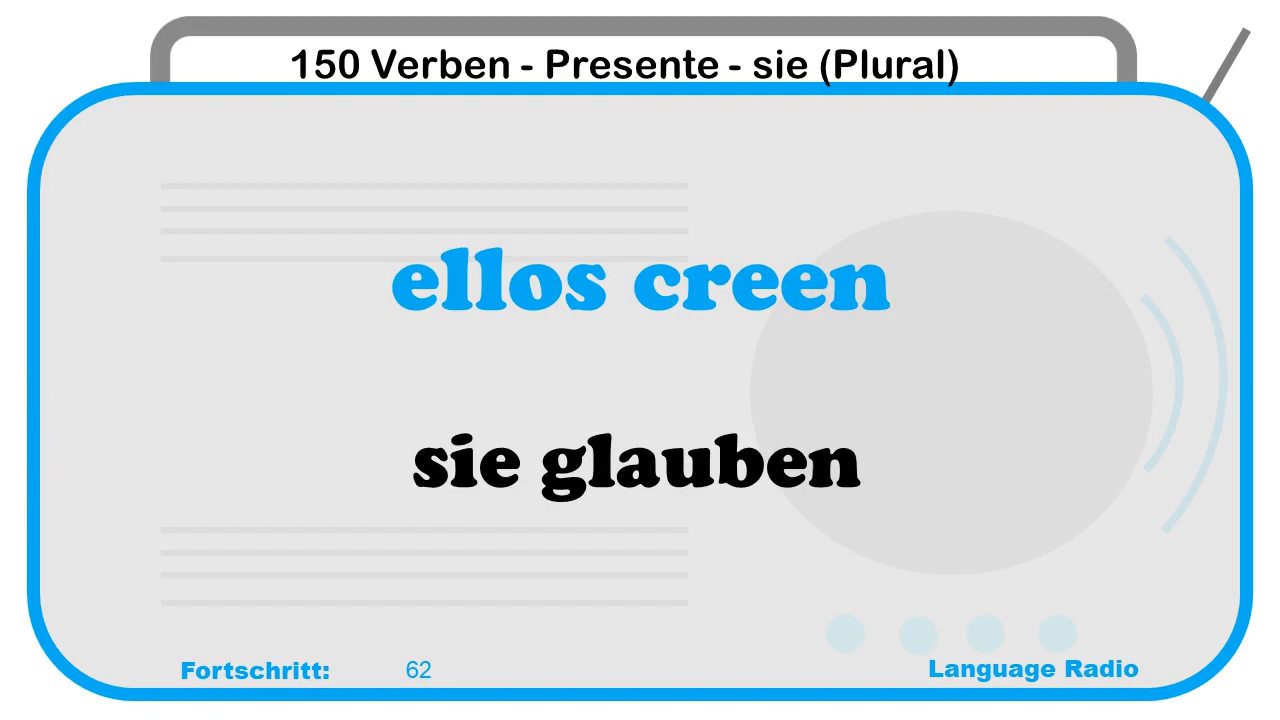 150 Verben - Presente - sie (Plural)
ellos creen
sie glauben
Fortschritt: 62
Language Radio